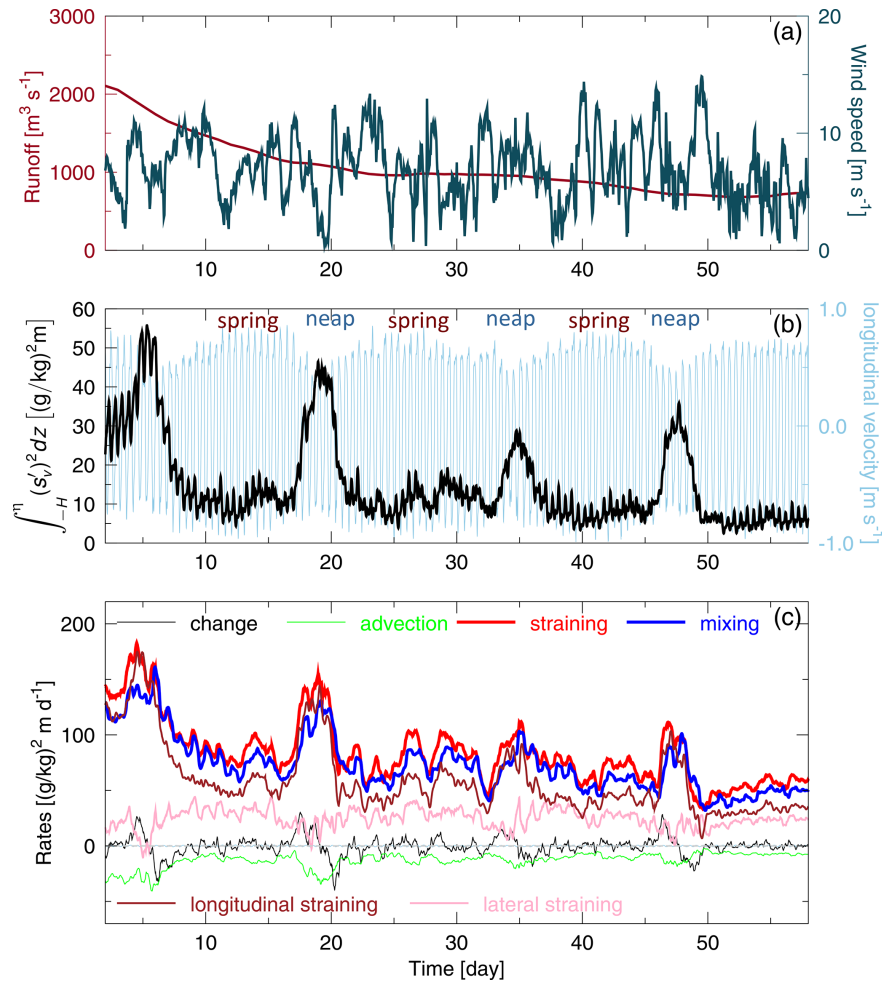 3000
2000
1000
0
Runoff [m³ s⁻¹]
(a)
20
10
0
Wind speed [m s⁻¹]
10 20 30 40 50
60
50
40
30
20
10
0
∫₋H^η (s′ᵥ)² dz [(g/kg)²m]
spring neap spring neap spring neap
(b)
1.0
0.0
-1.0
longitudinal velocity [m s⁻¹]
10 20 30 40 50
200
100
0
Rates [(g/kg)² m d⁻¹]
change advection straining mixing (c)
longitudinal straining lateral straining
10 20 30 40 50
Time [day]